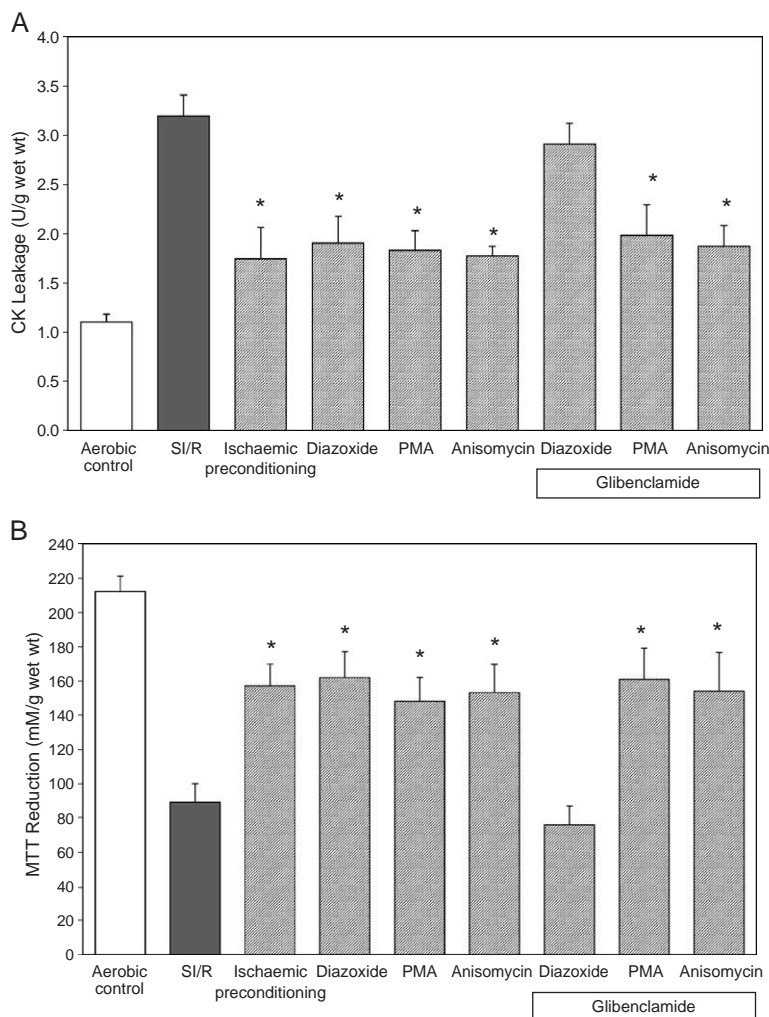 A
4.0
3.5
3.0
2.5
2.0
1.5
1.0
0.5
0.0
CK Leakage (U/g wet wt)
* * * * * *
Aerobic control SI/R Ischaemic preconditioning Diazoxide PMA Anisomycin Diazoxide PMA Anisomycin
Glibenclamide
B
240
220
200
180
160
140
120
100
80
60
40
20
0
MTT Reduction (mM/g wet wt)
* * * * * *
Aerobic control SI/R Ischaemic preconditioning Diazoxide PMA Anisomycin Diazoxide PMA Anisomycin
Glibenclamide